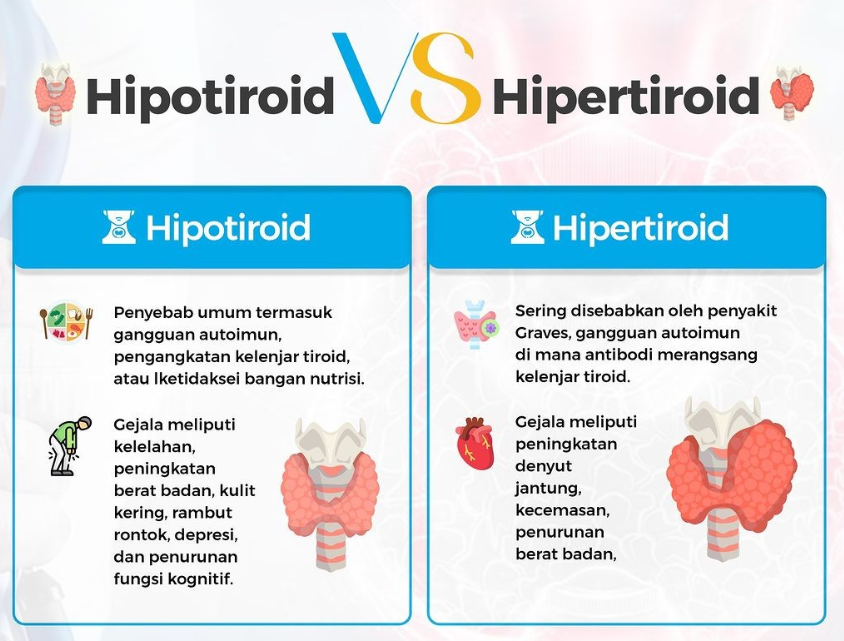 Hipotiroid VS Hipertiroid
Hipotiroid
Penyebab umum termasuk
gangguan autoimun,
pengangkatan kelenjar tiroid,
atau lketidaksei bangan nutrisi.
Gejala meliputi
kelelahan,
peningkatan
berat badan, kulit
kering, rambut
rontok, depresi,
dan penurunan
fungsi kognitif.
Hipertiroid
Sering disebabkan oleh penyakit
Graves, gangguan autoimun
di mana antibodi merangsang
kelenjar tiroid.
Gejala meliputi
peningkatan
denyut
jantung,
kecemasan,
penurunan
berat badan,